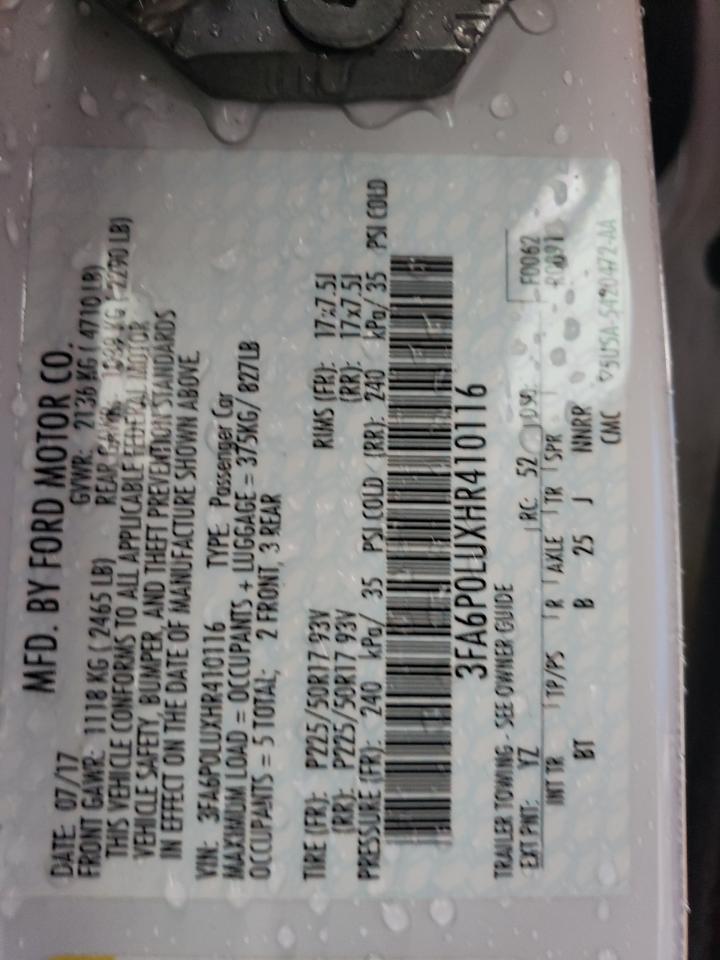 MFD. BY FORD MOTOR CO.
DATE: 07/17 GVWR: 2136 KG ( 4710 LB)
FRONT GAWR: 1118 KG ( 2465 LB) REAR
THIS VEHICLE CONFORMS TO ALL APPLICABLE FEDERAL MOTOR
VEHICLE SAFETY, BUMPER, AND THEFT PREVENTION STANDARDS
IN EFFECT ON THE DATE OF MANUFACTURE SHOWN ABOVE
VIN: 3FA6P0LUXHR410116 TYPE: Passenger Car
MAXIMUM LOAD = OCCUPANTS + LUGGAGE = 375KG/ 827LB
OCCUPANTS = 5 TOTAL; 2 FRONT, 3 REAR
TIRE (FR): P225/50R17 93V RIMS (FR): 17x7.5J
(RR): P225/50R17 93V (RR): 17x7.5J
PRESSURE (FR): 240 kPa/ 35 PSI COLD (RR): 240 kPa/ 35 PSI COLD
3FA6P0LUXHR410116
TRAILER TOWING - SEE OWNER GUIDE F0062
EXT PNT: YZ RC: 52 DSO:
INT TR TP/PS R AXLE TR SPR
BT B 25 J NNRR
CMC